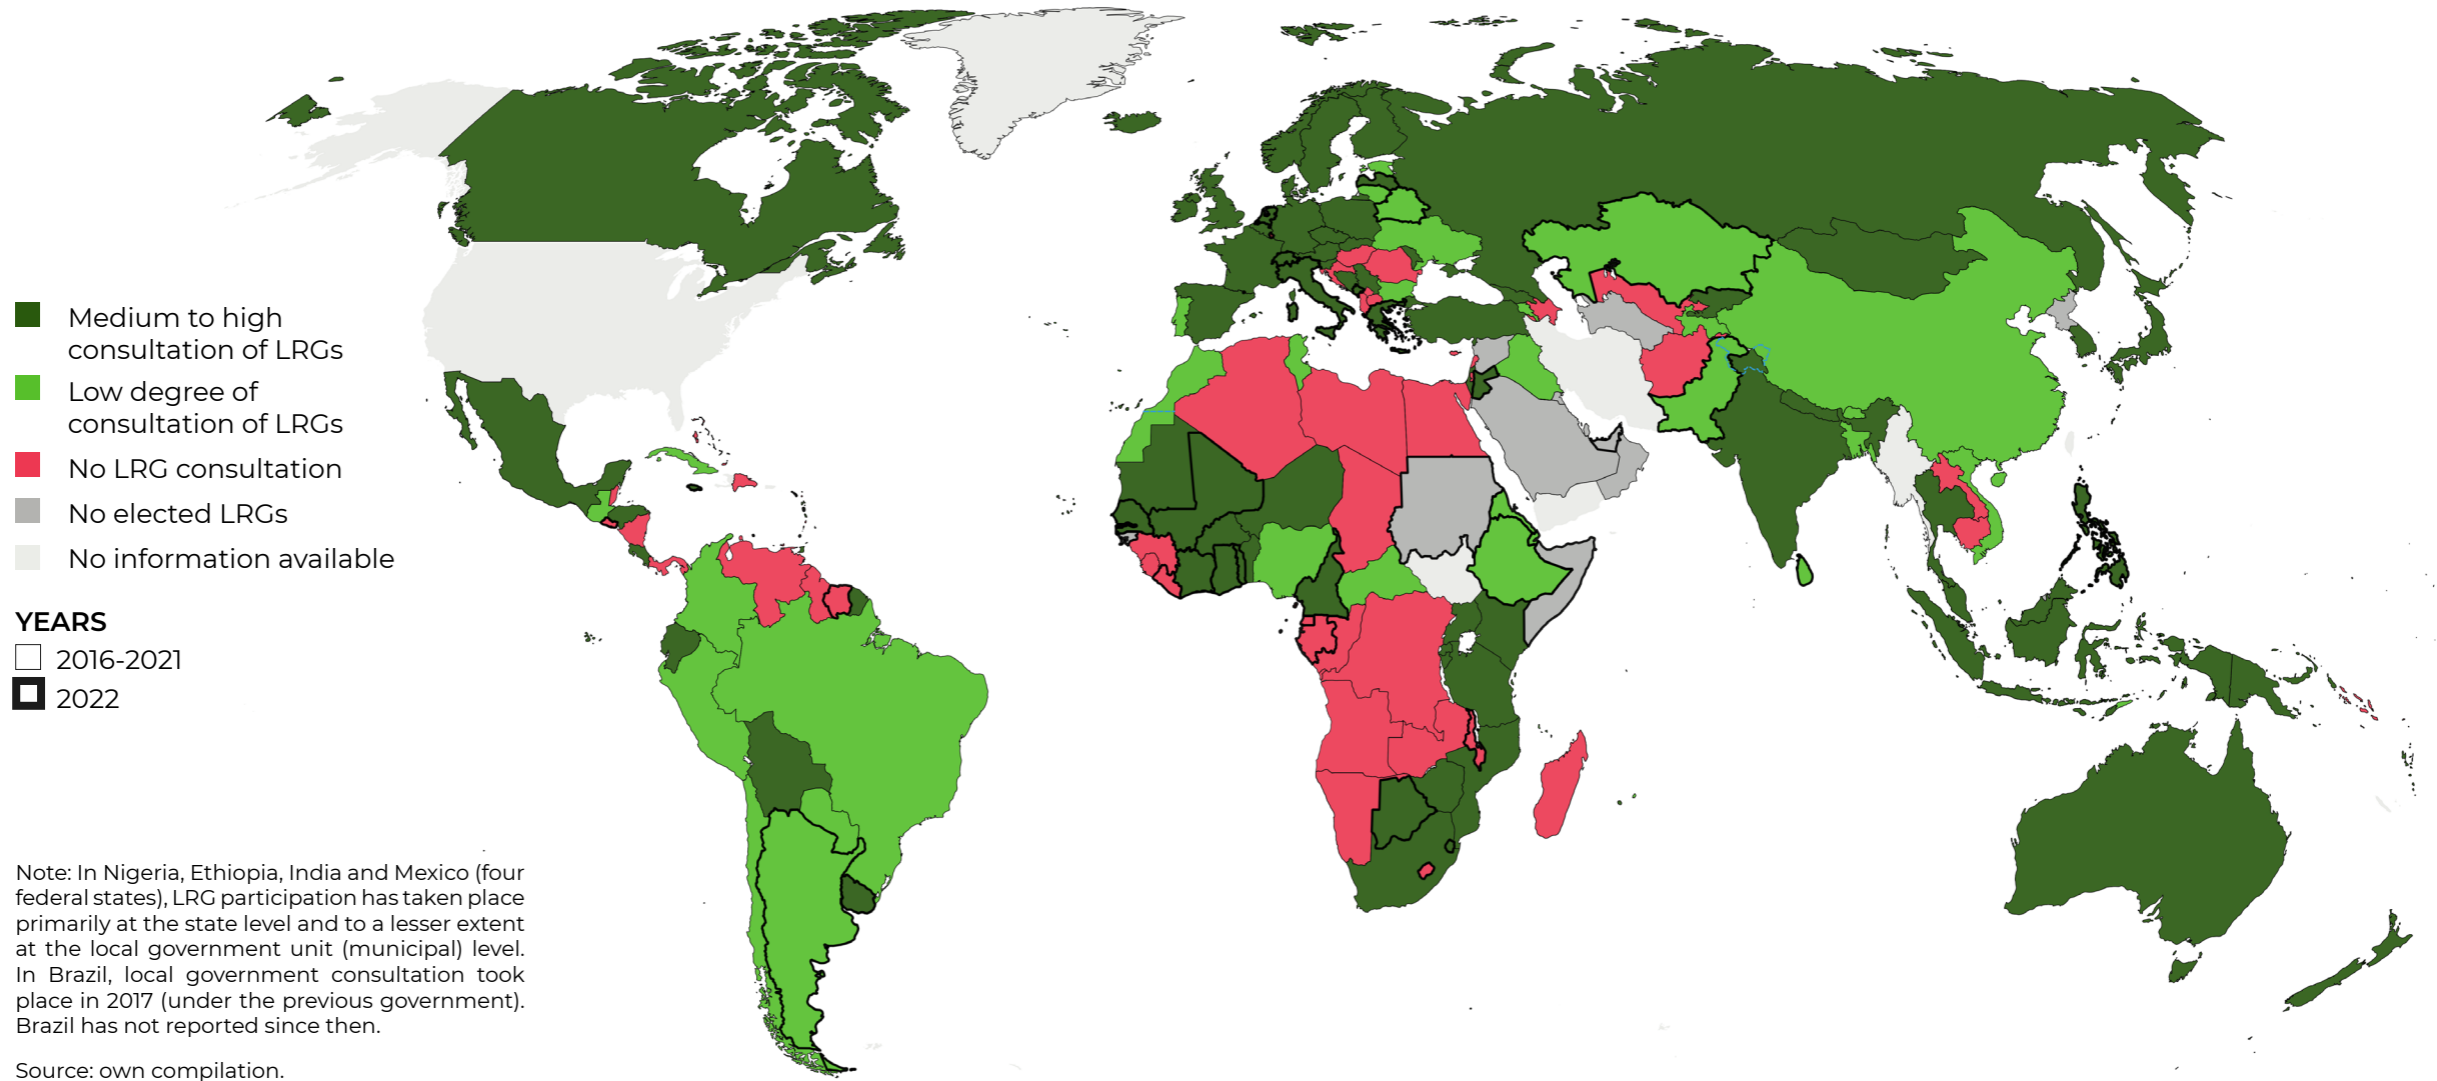 Medium to high
consultation of LRGs
Low degree of
consultation of LRGs
No LRG consultation
No elected LRGs
No information available
YEARS
2016-2021
2022
Note: In Nigeria, Ethiopia, India and Mexico (four
federal states), LRG participation has taken place
primarily at the state level and to a lesser extent
at the local government unit (municipal) level.
In Brazil, local government consultation took
place in 2017 (under the previous government).
Brazil has not reported since then.
Source: own compilation.